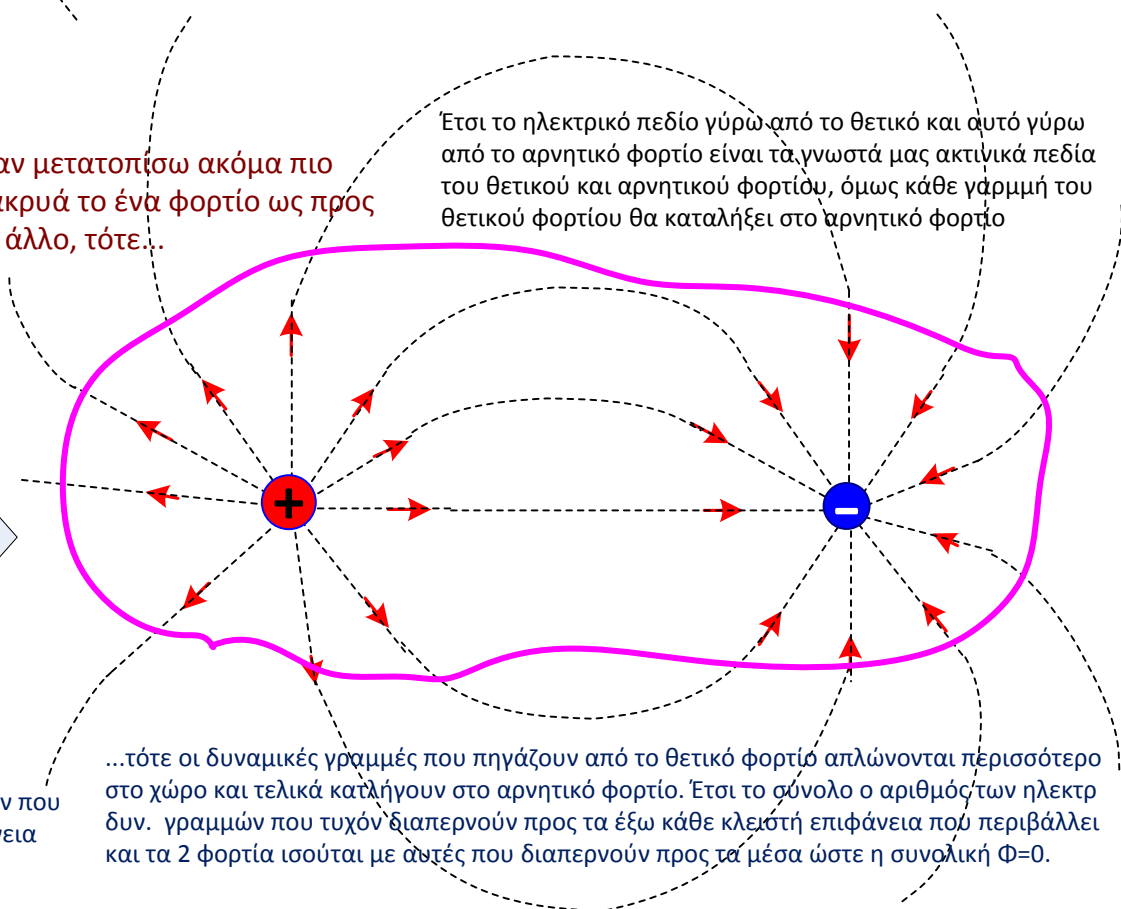 αν μετατοπίσω ακόμα πιο
ακρυά το ένα φορτίο ως προς
άλλο, τότε...
Έτσι το ηλεκτρικό πεδίο γύρω από το θετικό και αυτό γύρω
από το αρνητικό φορτίο είναι τα γνωστά μας ακτινικά πεδία
του θετικού και αρνητικού φορτίου, όμως κάθε γαρμμή του
θετικού φορτίου θα καταλήξει στο αρνητικό φορτίο
+
-
ν που
νεια
...τότε οι δυναμικές γραμμές που πηγάζουν από το θετικό φορτίο απλώνονται περισσότερο
στο χώρο και τελικά κατλήγουν στο αρνητικό φορτίο. Έτσι το σύνολο ο αριθμός των ηλεκτρ
δυν. γραμμών που τυχόν διαπερνούν προς τα έξω κάθε κλειστή επιφάνεια που περιβάλλει
και τα 2 φορτία ισούται με αυτές που διαπερνούν προς τα μέσα ώστε η συνολική Φ=0.